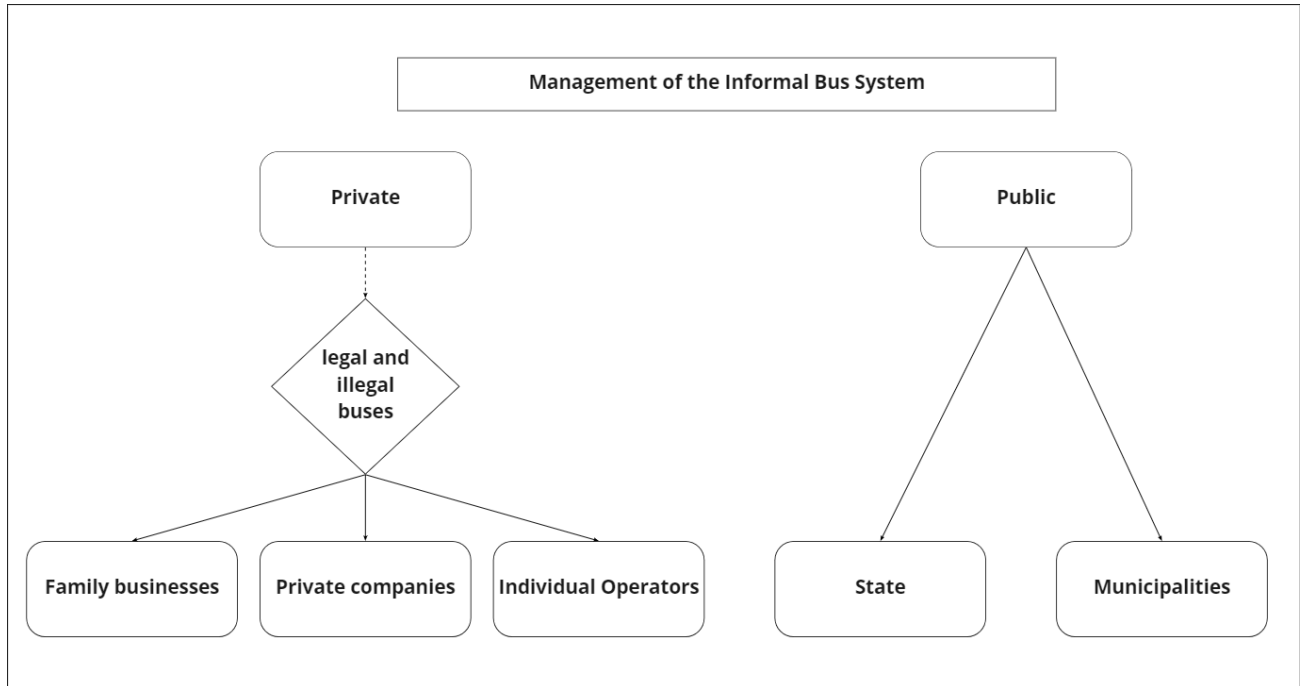 Management of the Informal Bus System
Private
Public
legal and
illegal
buses
Family businesses
Private companies
Individual Operators
State
Municipalities